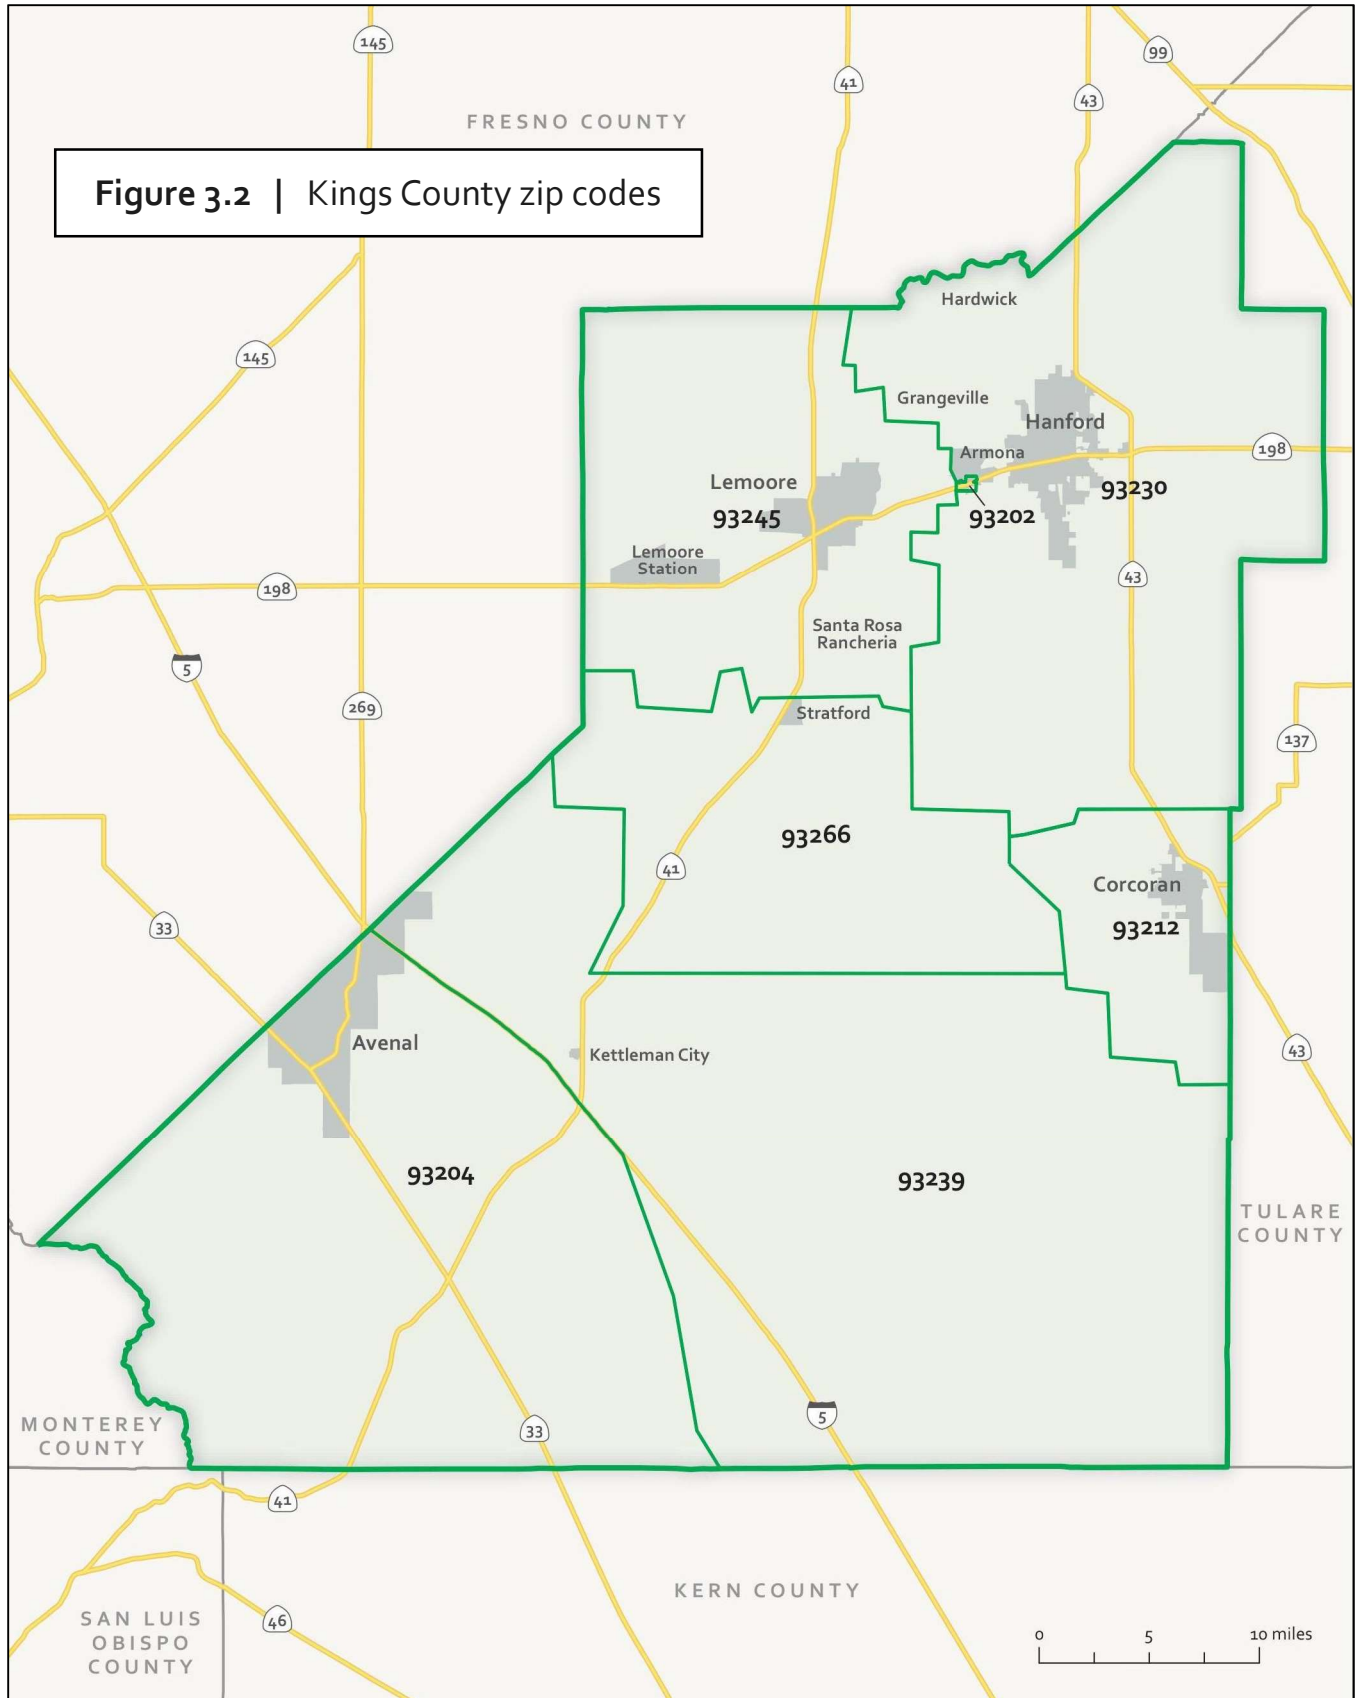 145
41
43
99
FRESNO COUNTY
Figure 3.2 | Kings County zip codes
Hardwick
145
Grangeville
Hanford
Armona
198
Lemoore
93230
93245
93202
Lemoore
Station
198
43
Santa Rosa
Rancheria
5
269
Stratford
137
93266
41
Corcoran
33
93212
Avenal
Kettleman City
43
93204
93239
TULARE
COUNTY
5
MONTEREY
COUNTY
33
41
KERN COUNTY
SAN LUIS
OBISPO
COUNTY
46
0 5 10 miles